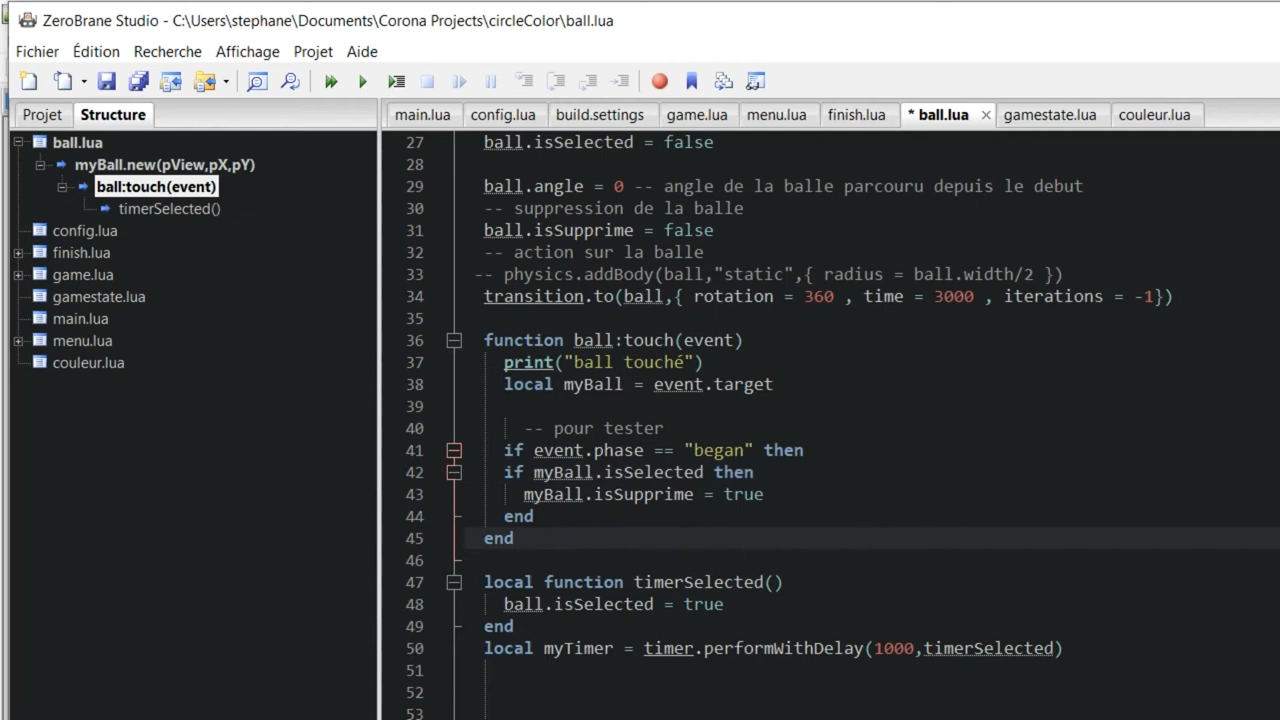 ZeroBrane Studio - C:\Users\stephane\Documents\Corona Projects\circleColor\ball.lua
Fichier Édition Recherche Affichage Projet Aide
Projet Structure
ball.lua
myBall.new(pView,pX,pY)
ball:touch(event)
timerSelected()
config.lua
finish.lua
game.lua
gamestate.lua
main.lua
menu.lua
couleur.lua
main.lua config.lua build.settings game.lua menu.lua finish.lua * ball.lua gamestate.lua couleur.lua
27 ball.isSelected = false
28
29 ball.angle = 0 -- angle de la balle parcouru depuis le debut
30 -- suppression de la balle
31 ball.isSupprime = false
32 -- action sur la balle
33 -- physics.addBody(ball,"static",{ radius = ball.width/2 })
34 transition.to(ball,{ rotation = 360 , time = 3000 , iterations = -1})
35
36 function ball:touch(event)
37 print("ball touché")
38 local myBall = event.target
39
40 -- pour tester
41 if event.phase == "began" then
42 if myBall.isSelected then
43 myBall.isSupprime = true
44 end
45 end
46
47 local function timerSelected()
48 ball.isSelected = true
49 end
50 local myTimer = timer.performWithDelay(1000,timerSelected)
51
52
53